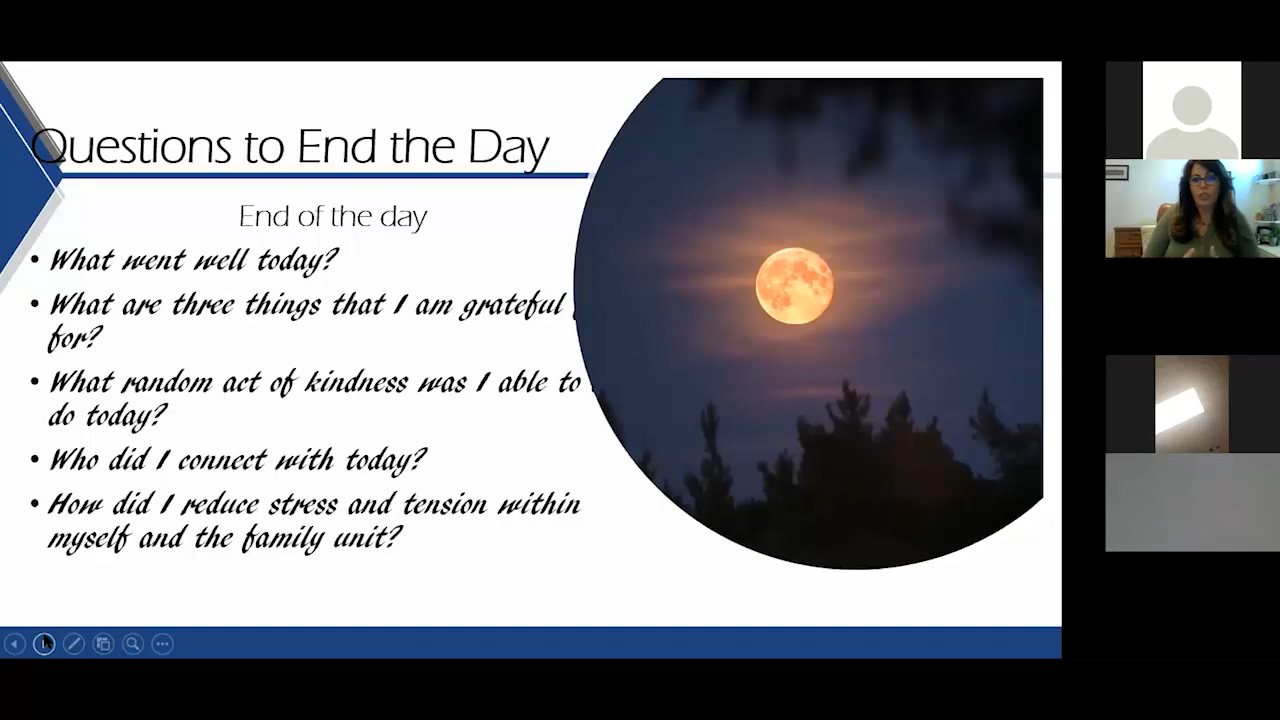 Questions to End the Day
End of the day
• What went well today?
• What are three things that I am grateful
for?
• What random act of kindness was I able to
do today?
• Who did I connect with today?
• How did I reduce stress and tension within
myself and the family unit?